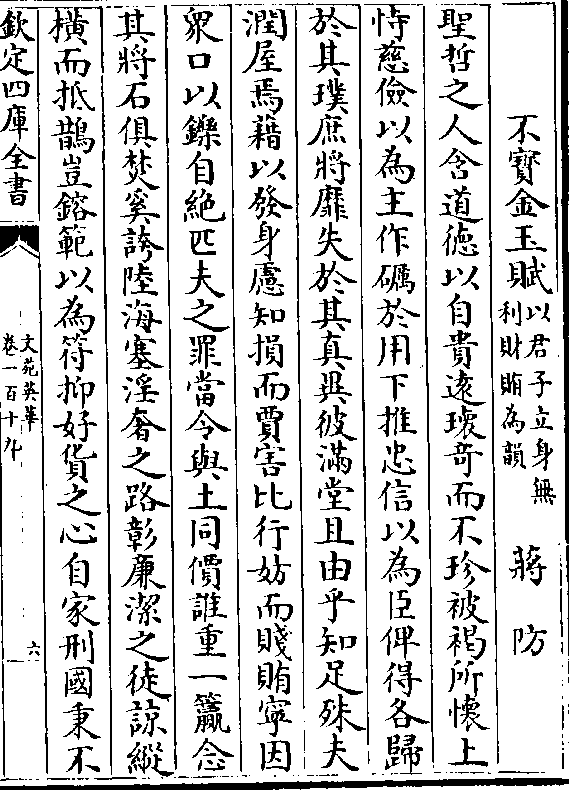 不寳金玉賦以君子立身無利財賄為韻 蔣防
聖哲之人含道德以自貴逺瓌竒而不珍被褐所懐上
恃慈儉以為主作礪於用下推忠信以為臣俾得各歸
於其璞庶將靡失於其真異彼滿堂且由乎知足殊夫
潤屋焉藉以發身慮知損而賈害比行妨而賤賄寧因
衆口以鑠自絶匹夫之罪當令與土同價誰重一籯念
其將石俱焚奚誇陸海塞淫奢之路彰廉潔之徒諒縱
横而抵鵲豈鎔範以為符抑好貨之心自家刑國秉不
欽定四庫全書 文苑英華 卷一百十九 六